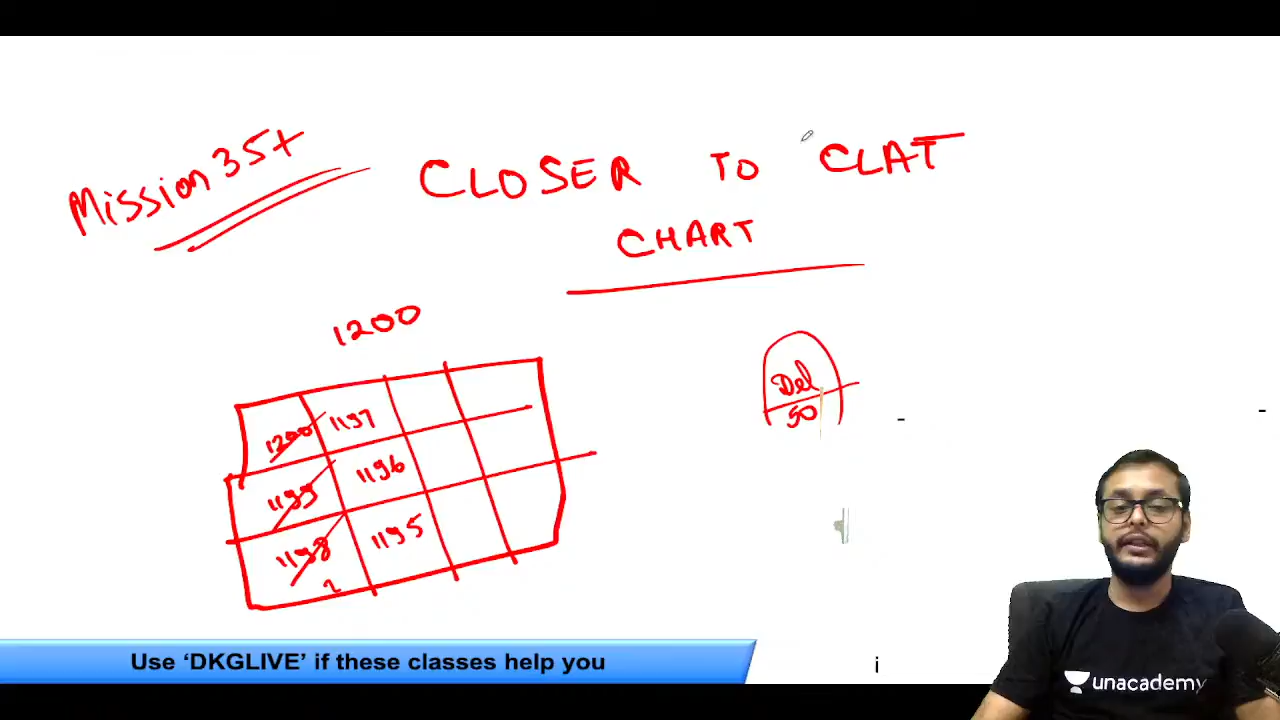 Mission 35+
CLOSER TO CLAT
CHART
1200
1200 1197
1199 1196
1198 1195
2
Del
50
Use ‘DKGLIVE’ if these classes help you
i
unacademy